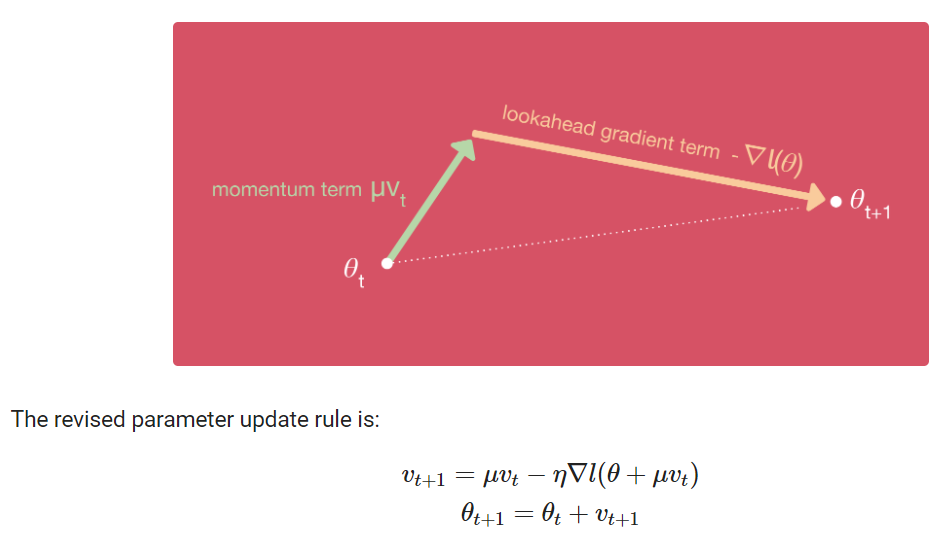 lookahead gradient term - ∇l(θ)
momentum term μv_t
θ_{t+1}
θ_t
The revised parameter update rule is:
v_{t+1} = μv_t − η∇l(θ + μv_t)
θ_{t+1} = θ_t + v_{t+1}